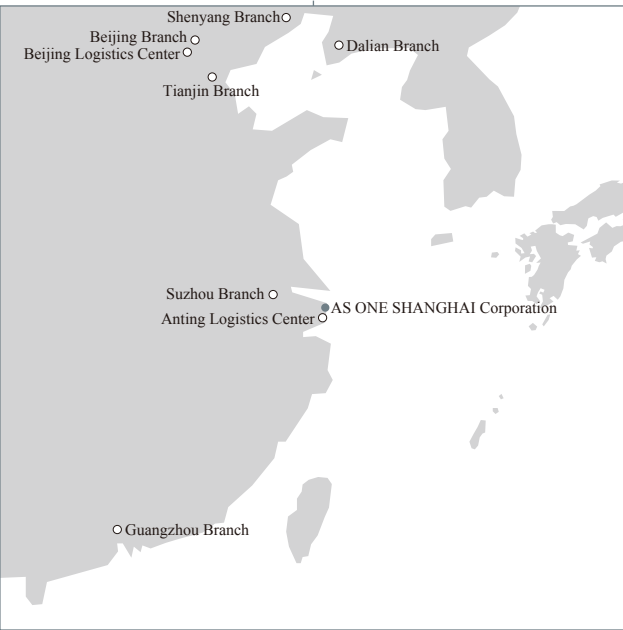 Shenyang Branch
Beijing Branch
Dalian Branch
Beijing Logistics Center
Tianjin Branch
Suzhou Branch
AS ONE SHANGHAI Corporation
Anting Logistics Center
Guangzhou Branch